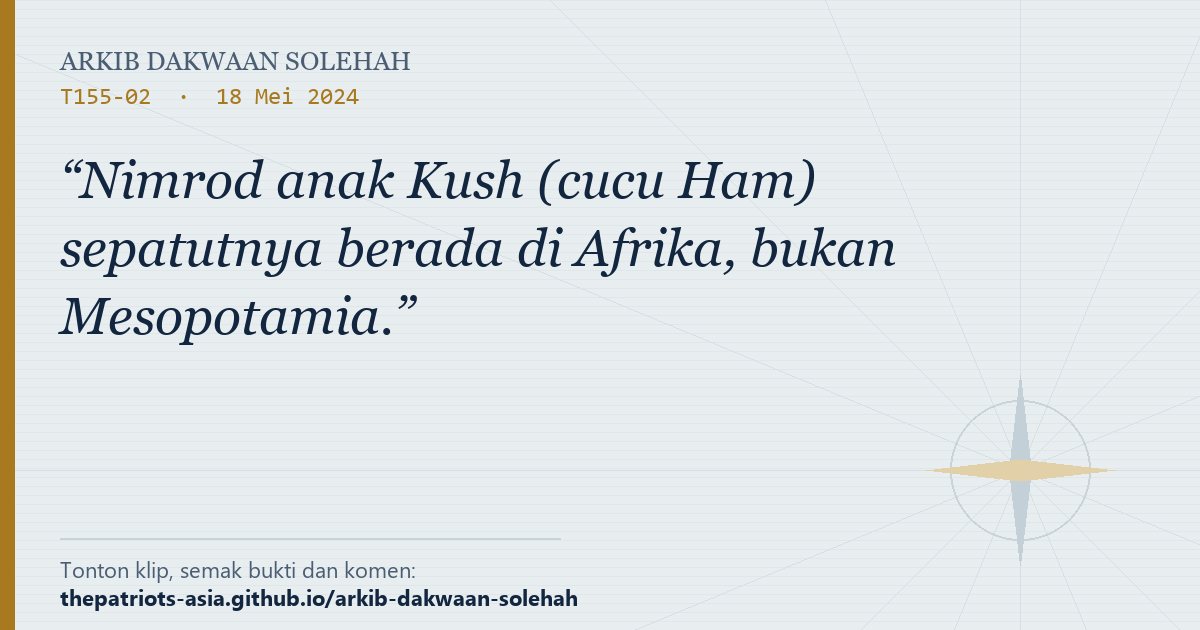 ARKIB DAKWAAN SOLEHAH
T155-02 · 18 Mei 2024
“Nimrod anak Kush (cucu Ham)
sepatutnya berada di Afrika, bukan
Mesopotamia.”
Tonton klip, semak bukti dan komen:
thepatriots-asia.github.io/arkib-dakwaan-solehah